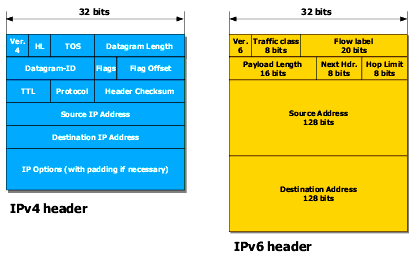 32 bits
Ver. 4 HL TOS Datagram Length
Datagram-ID Flags Flag Offset
TTL Protocol Header Checksum
Source IP Address
Destination IP Address
IP Options (with padding if necessary)
IPv4 header
32 bits
Ver. 6 Traffic class 8 bits Flow label 20 bits
Payload Length 16 bits Next Hdr. 8 bits Hop Limit 8 bits
Source Address
128 bits
Destination Address
128 bits
IPv6 header